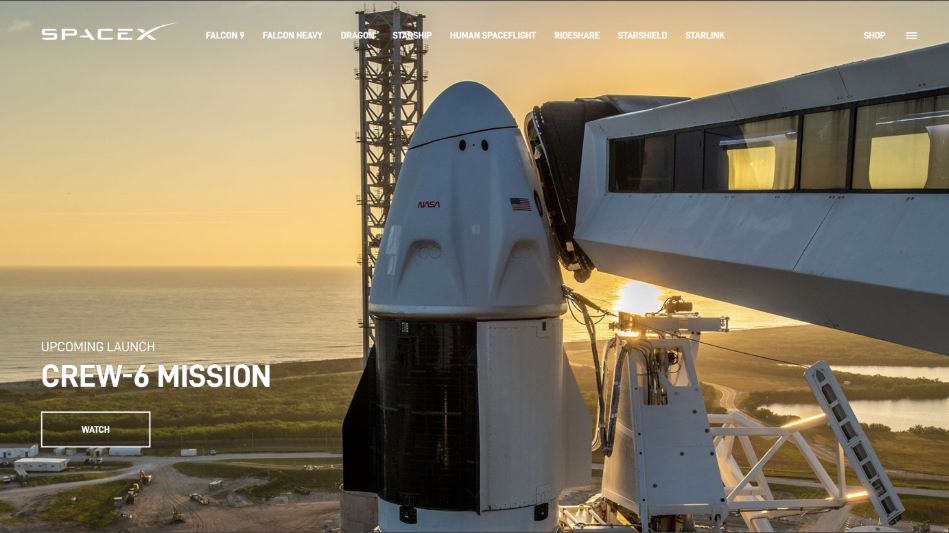 SPACEX
FALCON 9 FALCON HEAVY DRAGON STARSHIP HUMAN SPACEFLIGHT RIDESHARE STARSHIELD STARLINK SHOP
NASA
UPCOMING LAUNCH
CREW-6 MISSION
WATCH